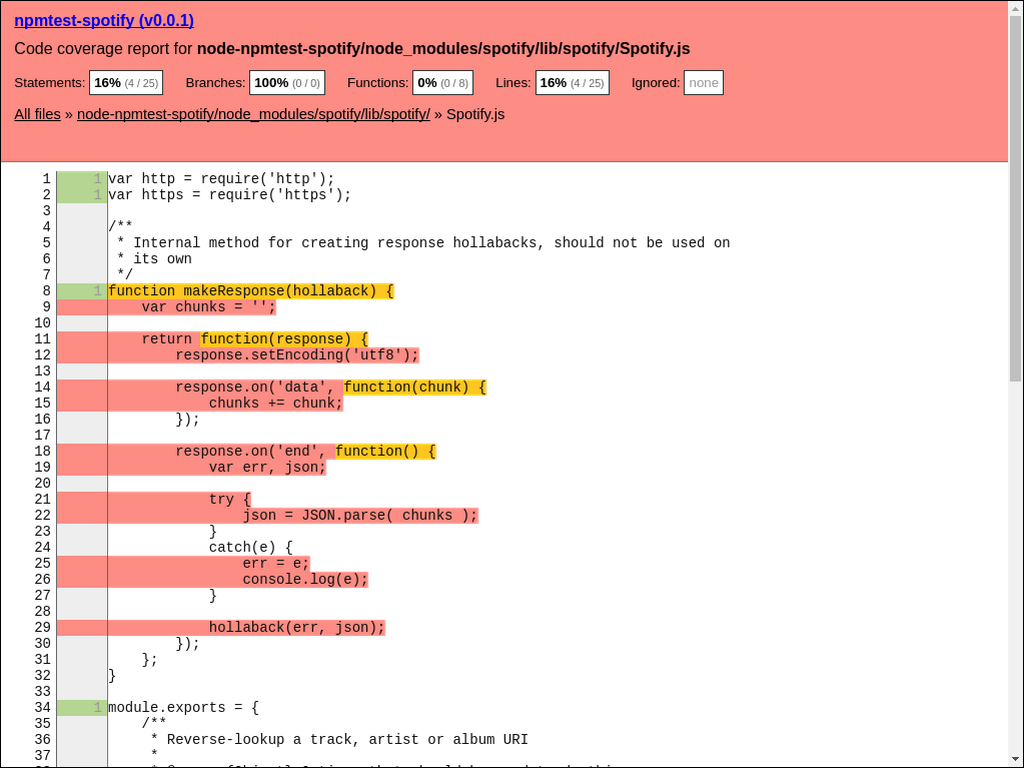 npmtest-spotify (v0.0.1)
Code coverage report for node-npmtest-spotify/node_modules/spotify/lib/spotify/Spotify.js
Statements: 16% (4 / 25) Branches: 100% (0 / 0) Functions: 0% (0 / 8) Lines: 16% (4 / 25) Ignored: none
All files » node-npmtest-spotify/node_modules/spotify/lib/spotify/ » Spotify.js
1 1 var http = require('http');
2 1 var https = require('https');
3
4 /**
5 * Internal method for creating response hollabacks, should not be used on
6 * its own
7 */
8 1 function makeResponse(hollaback) {
9 var chunks = '';
10
11 return function(response) {
12 response.setEncoding('utf8');
13
14 response.on('data', function(chunk) {
15 chunks += chunk;
16 });
17
18 response.on('end', function() {
19 var err, json;
20
21 try {
22 json = JSON.parse( chunks );
23 }
24 catch(e) {
25 err = e;
26 console.log(e);
27 }
28
29 hollaback(err, json);
30 });
31 };
32 }
33
34 1 module.exports = {
35 /**
36 * Reverse-lookup a track, artist or album URI
37 *